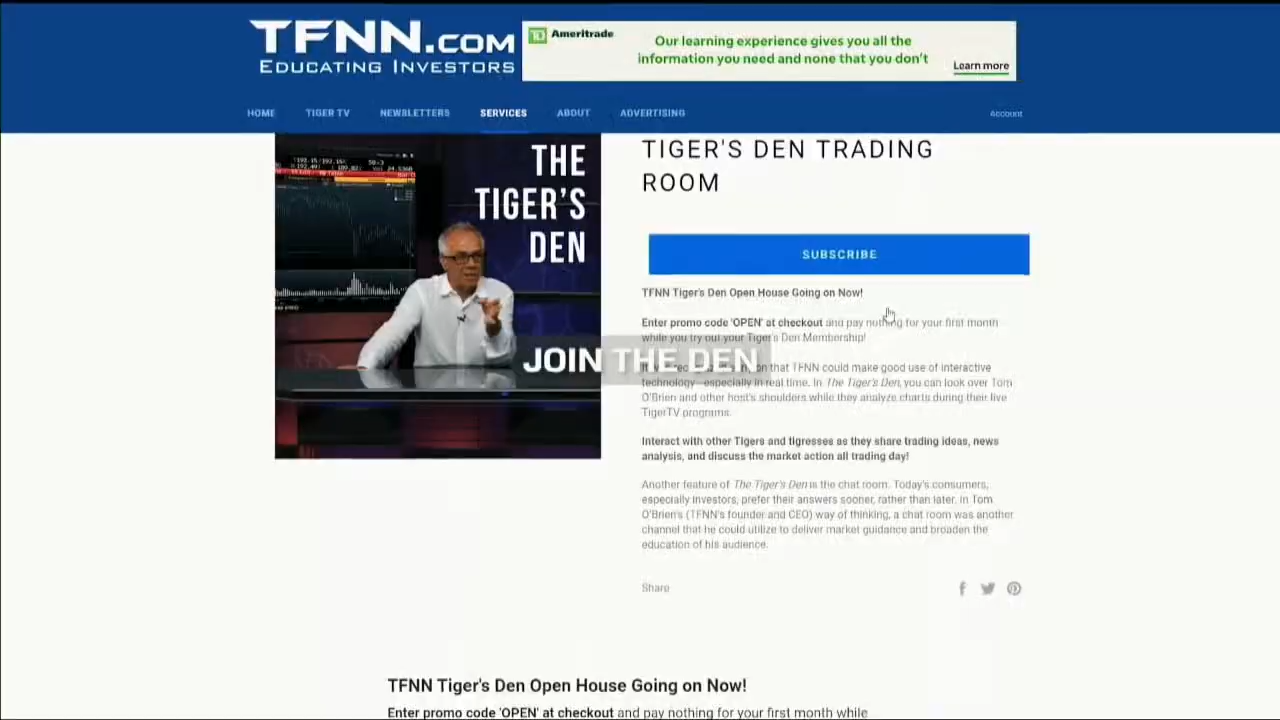 TFNN.COM
EDUCATING INVESTORS
TD Ameritrade
Our learning experience gives you all the
information you need and none that you don't
Learn more
HOME
TIGER TV
NEWSLETTERS
SERVICES
ABOUT
ADVERTISING
Account
THE
TIGER'S
DEN
TIGER'S DEN TRADING
ROOM
SUBSCRIBE
TFNN Tiger's Den Open House Going on Now!
Enter promo code 'OPEN' at checkout and pay nothing for your first month
while you try out your Tiger's Den Membership!
JOIN THE DEN
that TFNN could make good use of interactive
technology—especially in real time. In The Tiger's Den, you can look over Tom
O'Brien and other host's shoulders while they analyze charts during their live
TigerTV programs.
Interact with other Tigers and tigresses as they share trading ideas, news
analysis, and discuss the market action all trading day!
Another feature of The Tiger's Den is the chat room. Today's consumers,
especially investors, prefer their answers sooner, rather than later. In Tom
O'Brien's (TFNN's founder and CEO) way of thinking, a chat room was another
channel that he could utilize to deliver market guidance and broaden the
education of his audience.
Share
TFNN Tiger's Den Open House Going on Now!
Enter promo code 'OPEN' at checkout and pay nothing for your first month while